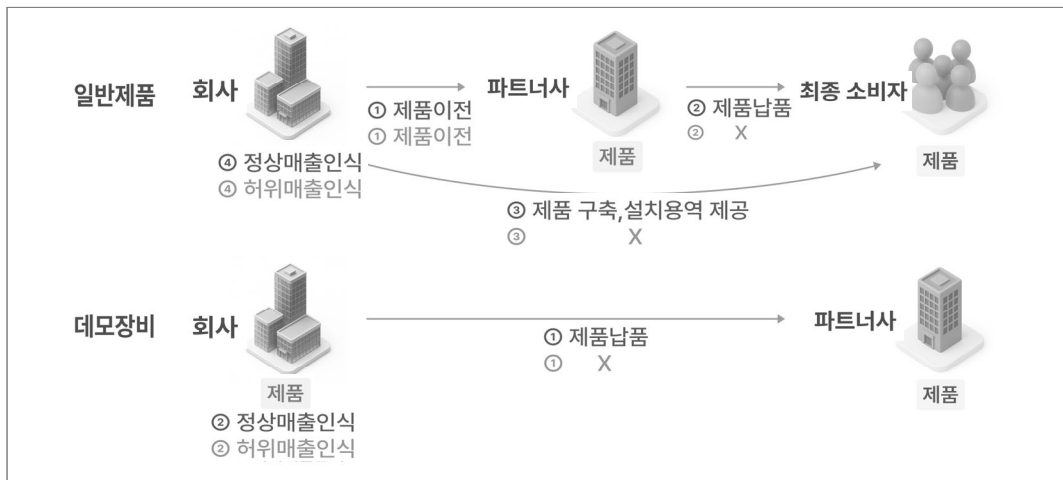 일반제품
회사
① 제품이전
① 제품이전
파트너사
제품
② 제품납품
② X
최종 소비자
제품
④ 정상매출인식
④ 허위매출인식
③ 제품 구축,설치용역 제공
③ X
데모장비
회사
제품
① 제품납품
① X
파트너사
제품
② 정상매출인식
② 허위매출인식